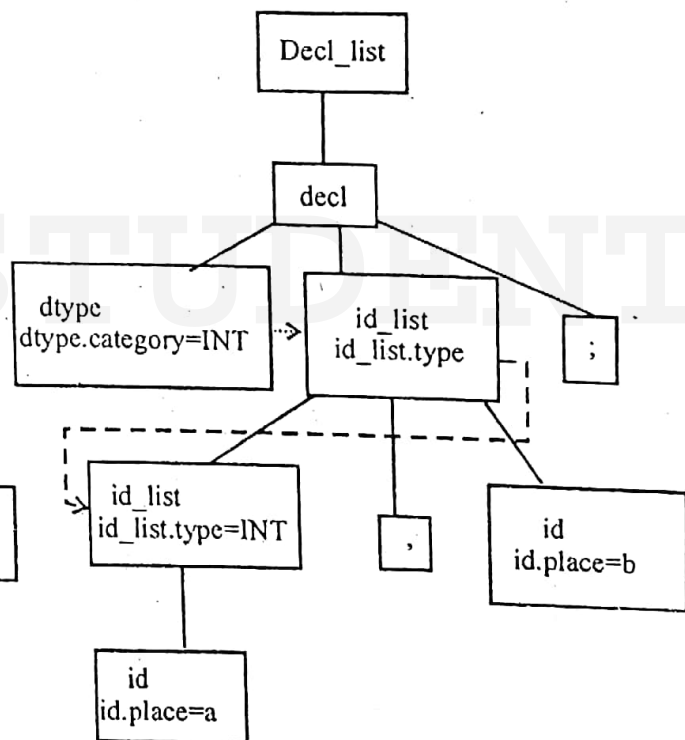 Decl_list
decl
dtype
dtype.category=INT
id_list
id_list.type
;
id_list
id_list.type=INT
,
id
id.place=b
id
id.place=a
STUDENT